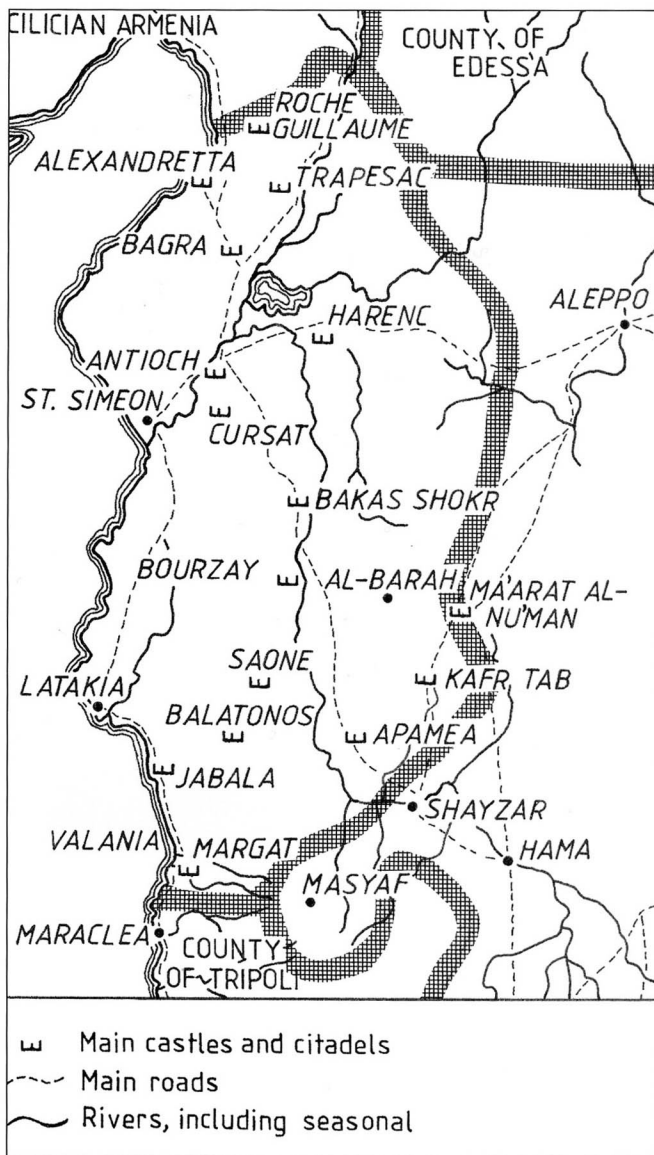 CILICIAN ARMENIA
COUNTY OF
EDESSA
ROCHE
GUILLAUME
ALEXANDRETTA
TRAPESAC
BAGRA
ALEPPO
HARENC
ANTIOCH
ST. SIMEON
CURSAT
BAKAS SHOKR
BOURZAY
AL-BARAH
MA'ARAT AL-
NU'MAN
SAONE
KAFR TAB
LATAKIA
BALATONOS
APAMEA
JABALA
SHAYZAR
VALANIA
MARGAT
HAMA
MASYAF
MARACLEA
COUNTY
OF TRIPOLI
Main castles and citadels
Main roads
Rivers, including seasonal